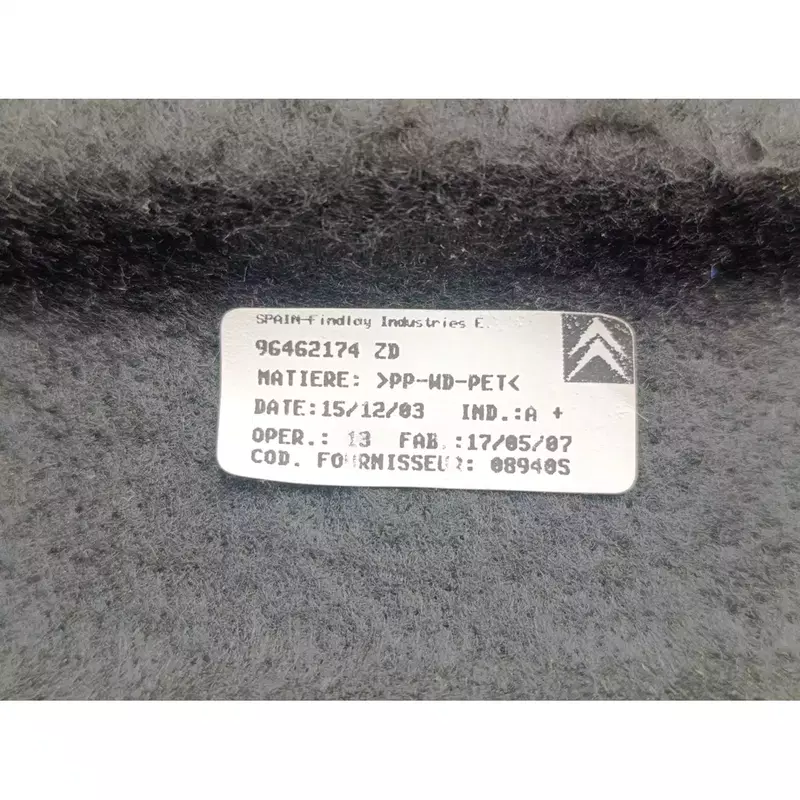 SPAIN-Findlay Industries E.
96462174 ZD
MATIERE: >PP-WD-PET<
DATE:15/12/03 IND.:A +
OPER.: 13 FAB.:17/05/07
COD. FOURNISSEUR: 08940S